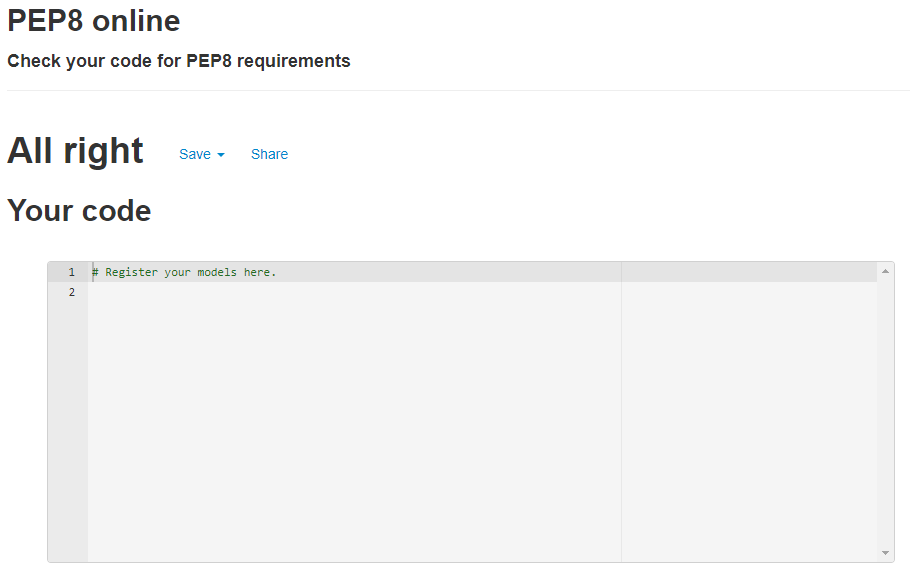 PEP8 online
Check your code for PEP8 requirements
All right Save Share
Your code
1 # Register your models here.
2